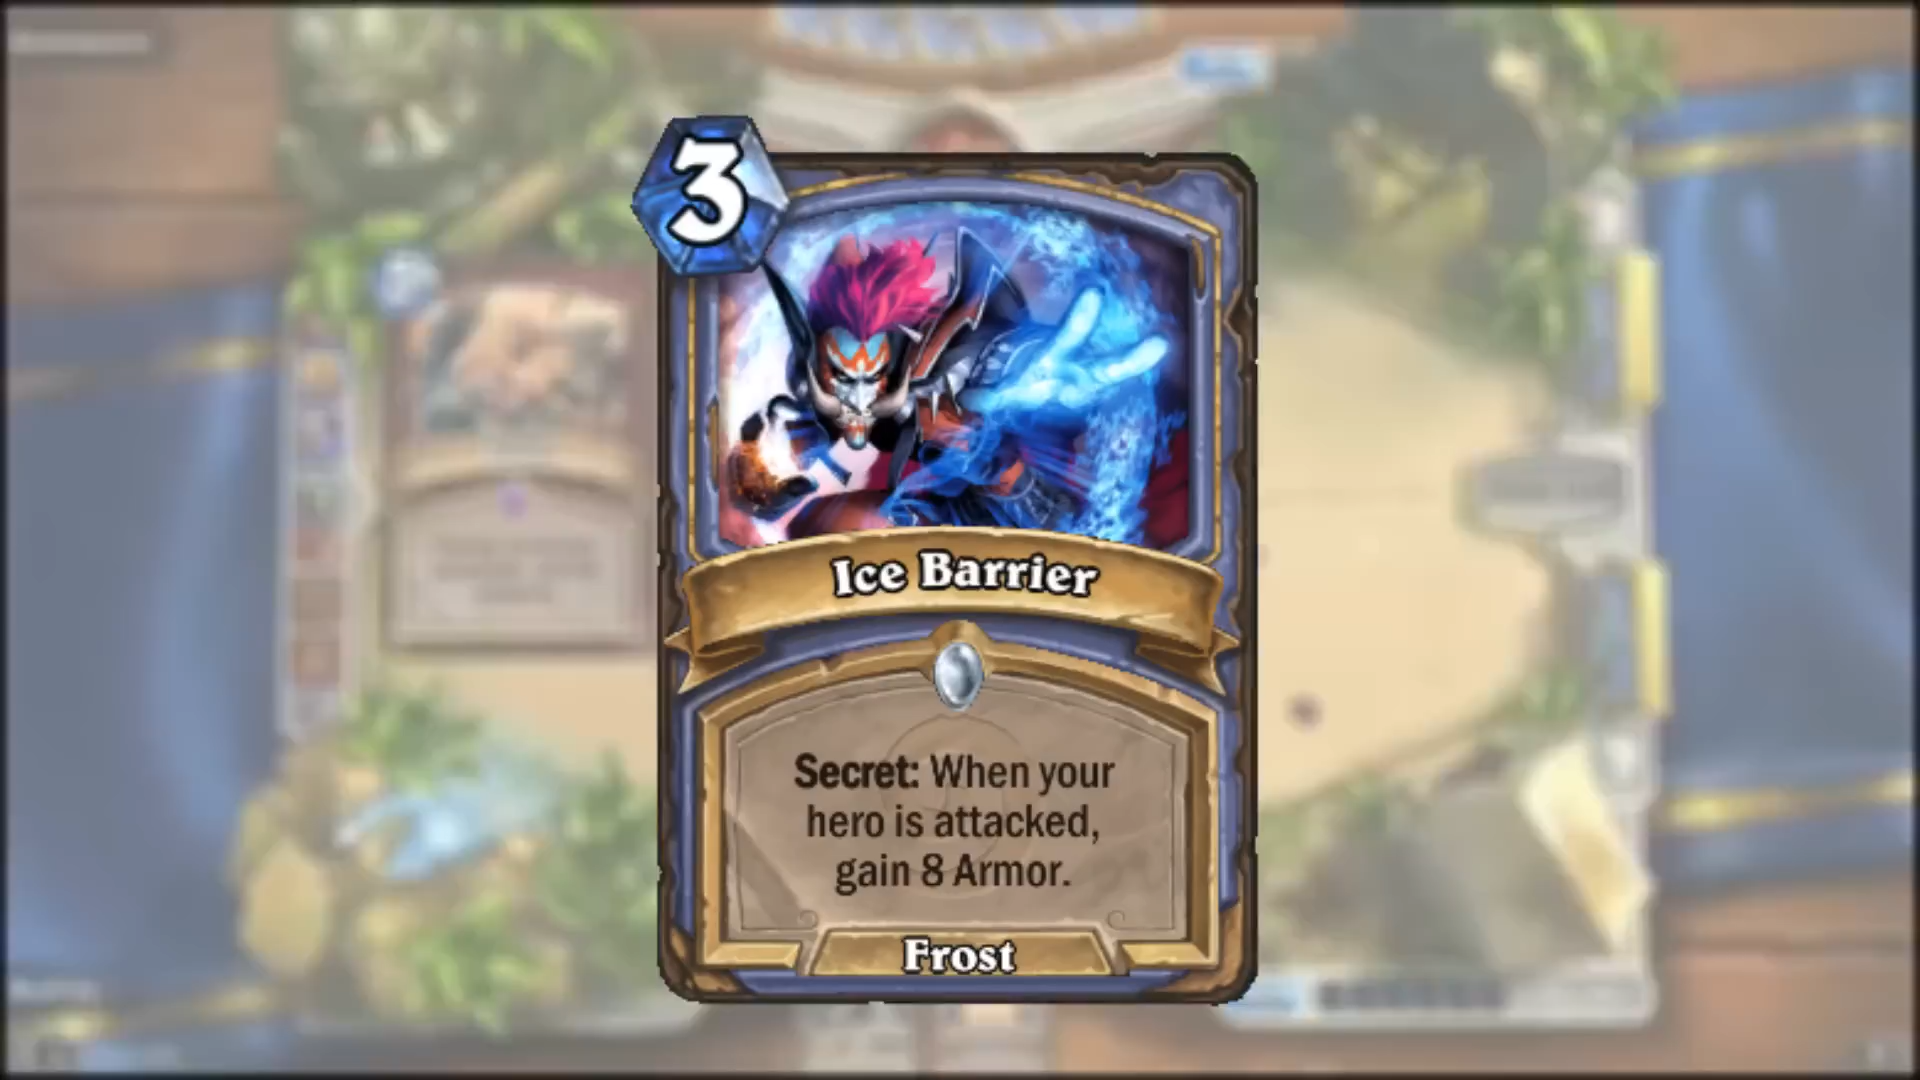 3
Ice Barrier
Secret: When your
hero is attacked,
gain 8 Armor.
Frost